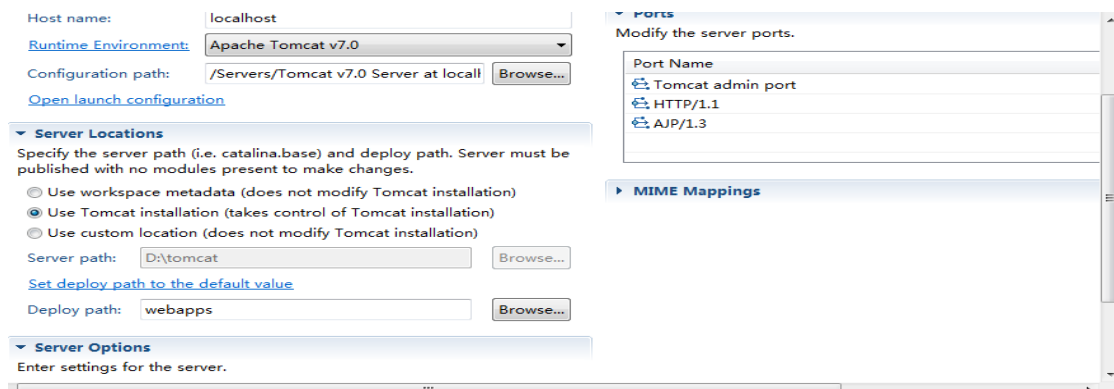 Host name: localhost
Runtime Environment: Apache Tomcat v7.0
Configuration path: /Servers/Tomcat v7.0 Server at local Browse...
Open launch configuration
Server Locations
Specify the server path (i.e. catalina.base) and deploy path. Server must be
published with no modules present to make changes.
Use workspace metadata (does not modify Tomcat installation)
Use Tomcat installation (takes control of Tomcat installation)
Use custom location (does not modify Tomcat installation)
Server path: D:\tomcat Browse...
Set deploy path to the default value
Deploy path: webapps Browse...
Server Options
Enter settings for the server.
Ports
Modify the server ports.
Port Name
Tomcat admin port
HTTP/1.1
AJP/1.3
MIME Mappings